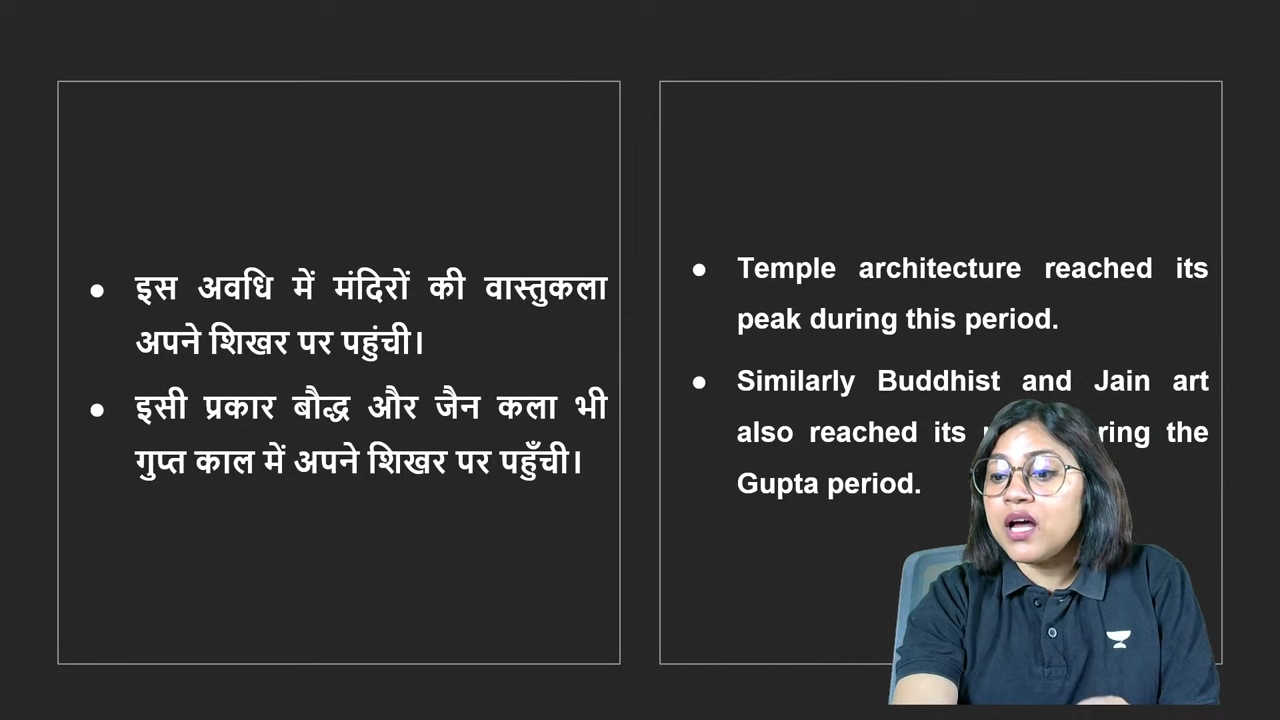 इस अवधि में मंदिरों की वास्तुकला
अपने शिखर पर पहुंची।
इसी प्रकार बौद्ध और जैन कला भी
गुप्त काल में अपने शिखर पर पहुँची।
Temple architecture reached its
peak during this period.
Similarly Buddhist and Jain art
also reached its the
Gupta period.